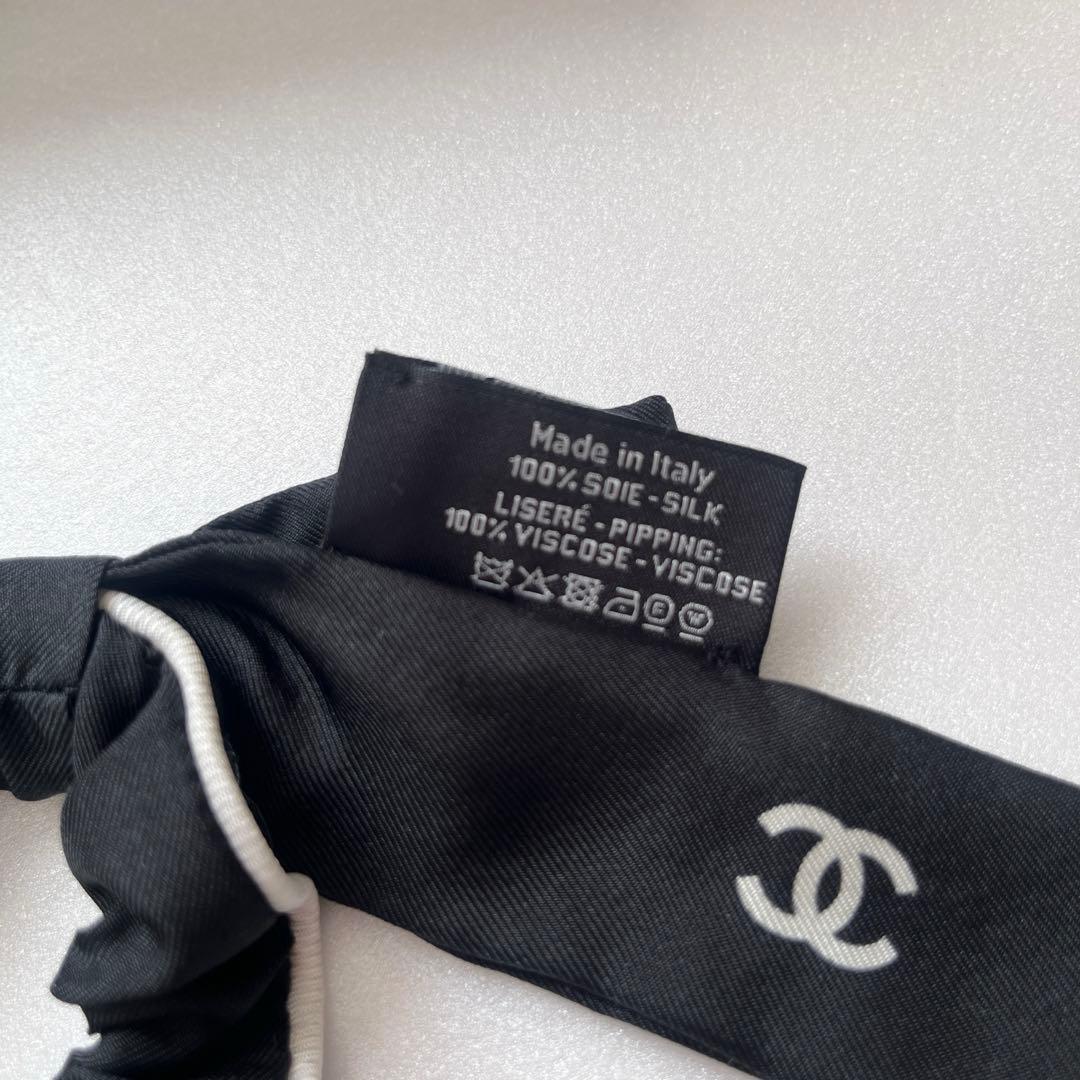 Made in Italy
100% SOIE - SILK
LISERÉ - PIPPING:
100% VISCOSE - VISCOSE
F W